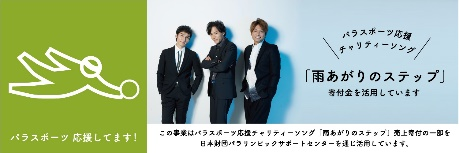 パラスポーツ 応援してます!
パラスポーツ応援
チャリティーソング
「雨あがりのステップ」
寄付金を活用しています
この事業はパラスポーツ応援チャリティーソング「雨あがりのステップ」売上寄付の一部を
日本財団パラリンピックサポートセンターを通じ活用しています。